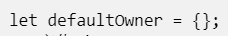 let defaultOwner = {};